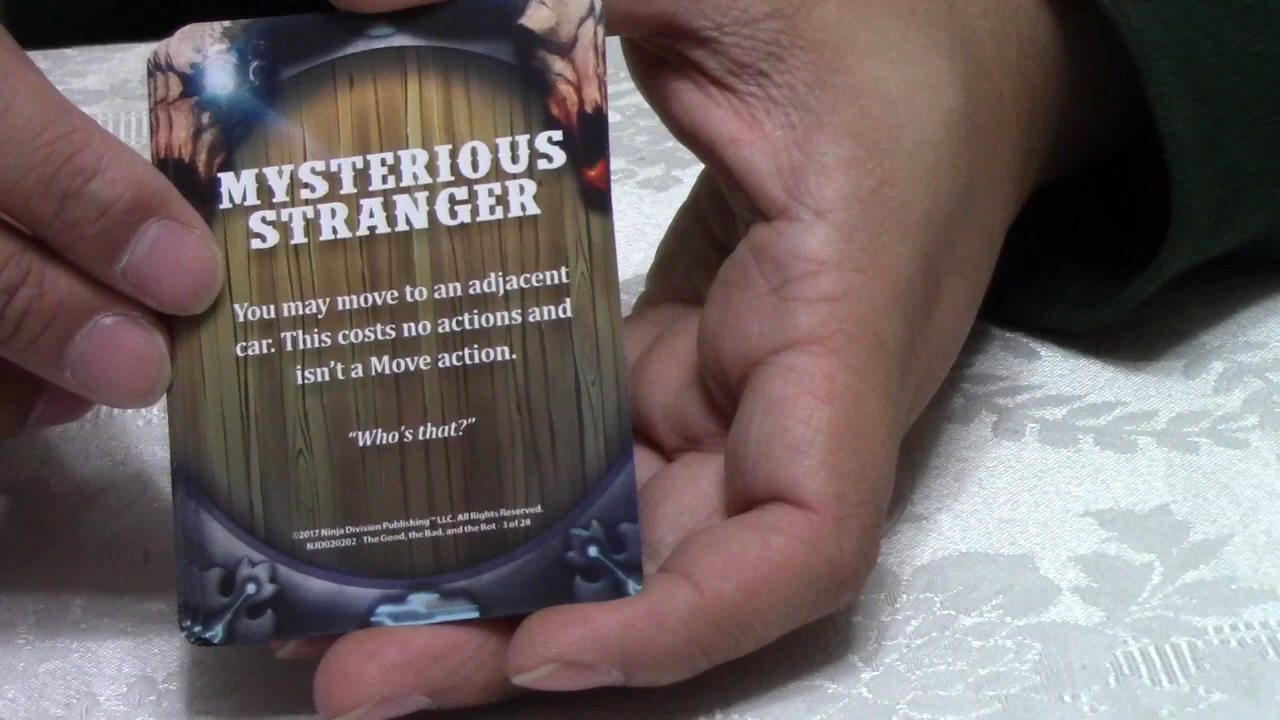 MYSTERIOUS
STRANGER
You may move to an adjacent
car. This costs no actions and
isn't a Move action.
"Who's that?"
©2017 Ninja Division Publishing™ LLC. All Rights Reserved.
NJD020202 - The Good, the Bad, and the Bot - 3 of 28